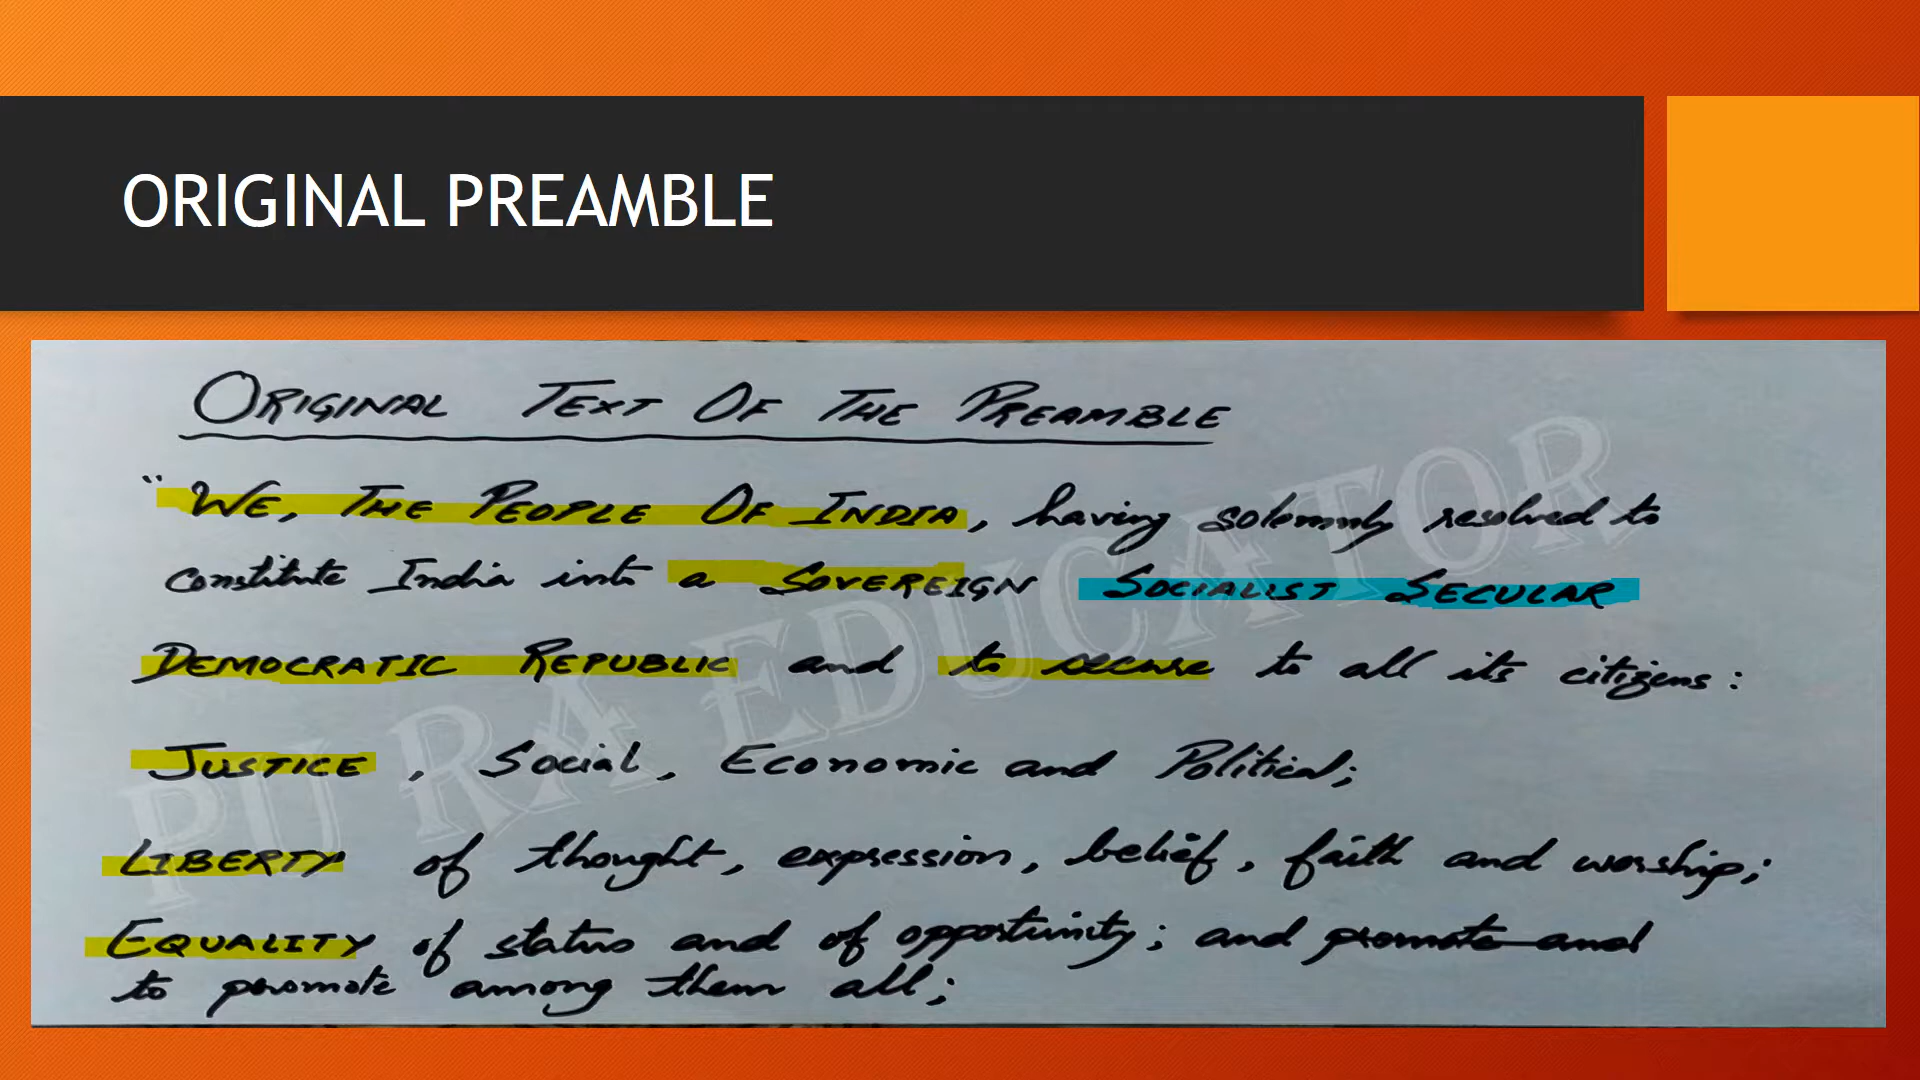 ORIGINAL PREAMBLE
ORIGINAL TEXT OF THE PREAMBLE
"WE, THE PEOPLE OF INDIA, having solemnly resolved to
constitute India into a SOVEREIGN SOCIALIST SECULAR
DEMOCRATIC REPUBLIC and to secure to all its citizens:
JUSTICE, Social, Economic and Political;
LIBERTY of thought, expression, belief, faith and worship;
EQUALITY of status and of opportunity; and promote and
to promote among them all;
PU RA EDUCATOR